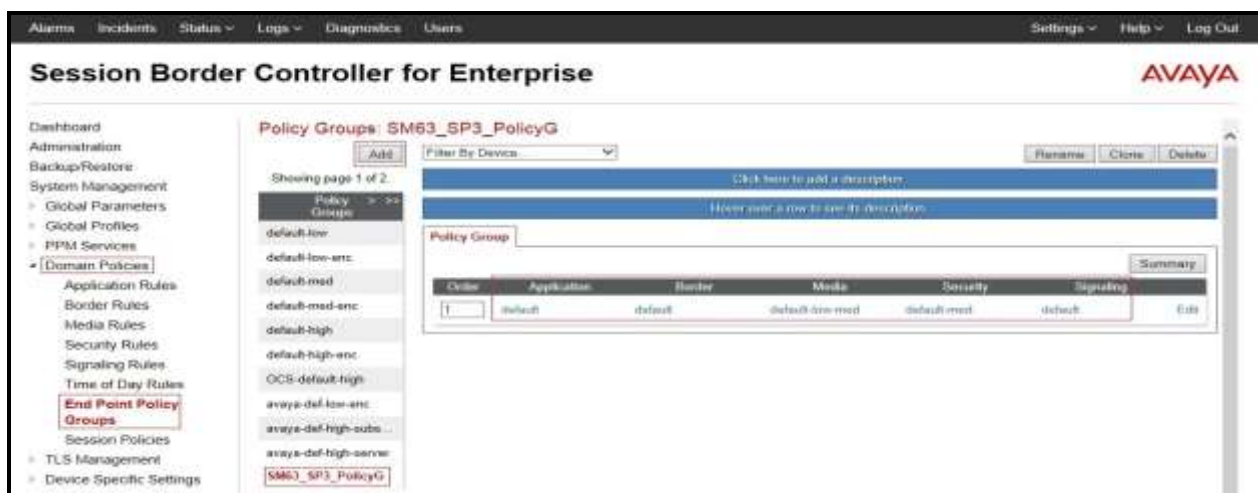 Alarms Incidents Status Logs Diagnostics Users Settings Help Log Out
Session Border Controller for Enterprise
AVAYA
Dashboard
Administration
Backup/Restore
System Management
Global Parameters
Global Profiles
PPM Services
Domain Policies
Application Rules
Border Rules
Media Rules
Security Rules
Signaling Rules
Time of Day Rules
End Point Policy
Groups
Session Policies
TLS Management
Device Specific Settings
Policy Groups: SM63_SP3_PolicyG
Add
Filter By Device...
Rename Clone Delete
Showing page 1 of 2.
Policy
Groups
> >>
default-low
default-low-enc
default-med
default-med-enc
default-high
default-high-enc
OCS-default-high
avaya-def-low-enc
avaya-def-high-subs...
avaya-def-high-server
SM63_SP3_PolicyG
Click here to add a description.
Hover over a row to see its description.
Policy Group
Summary
Order Application Border Media Security Signaling
1 default default default-low-med default-med default Edit